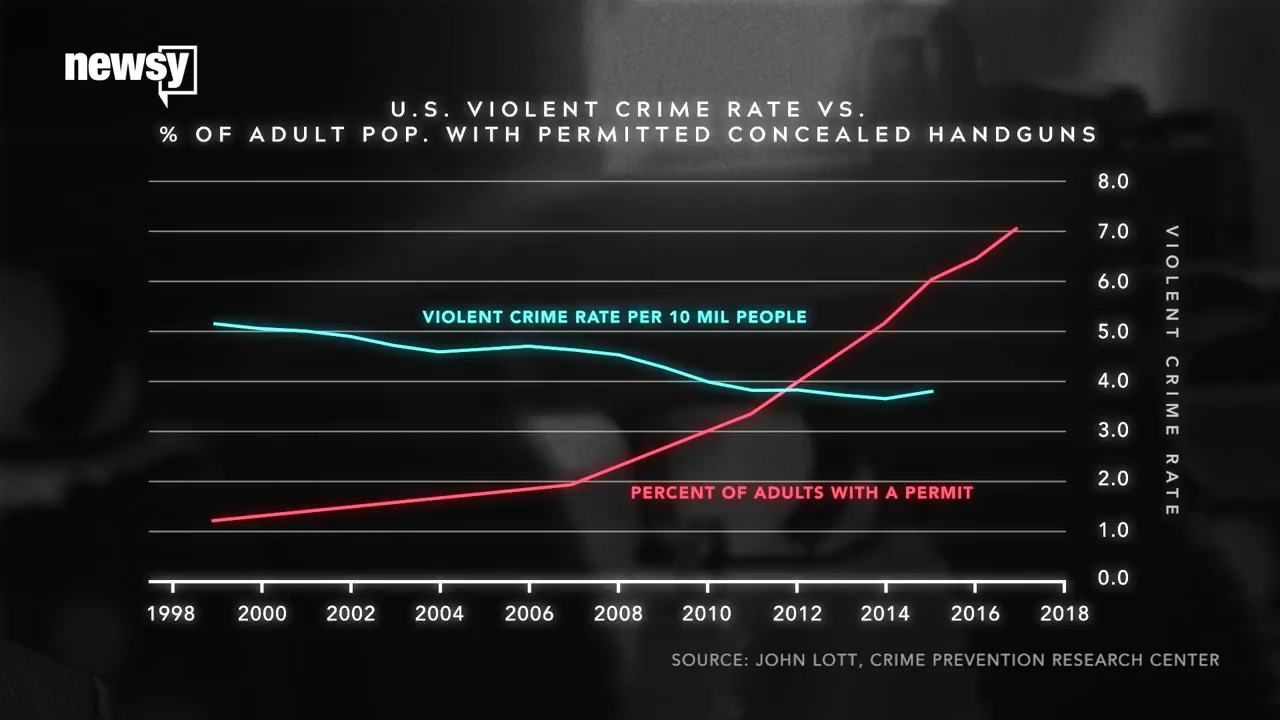 newsy
U.S. VIOLENT CRIME RATE VS.
% OF ADULT POP. WITH PERMITTED CONCEALED HANDGUNS
8.0
7.0
6.0
5.0
4.0
3.0
2.0
1.0
0.0
VIOLENT CRIME RATE
VIOLENT CRIME RATE PER 10 MIL PEOPLE
PERCENT OF ADULTS WITH A PERMIT
1998 2000 2002 2004 2006 2008 2010 2012 2014 2016 2018
SOURCE: JOHN LOTT, CRIME PREVENTION RESEARCH CENTER